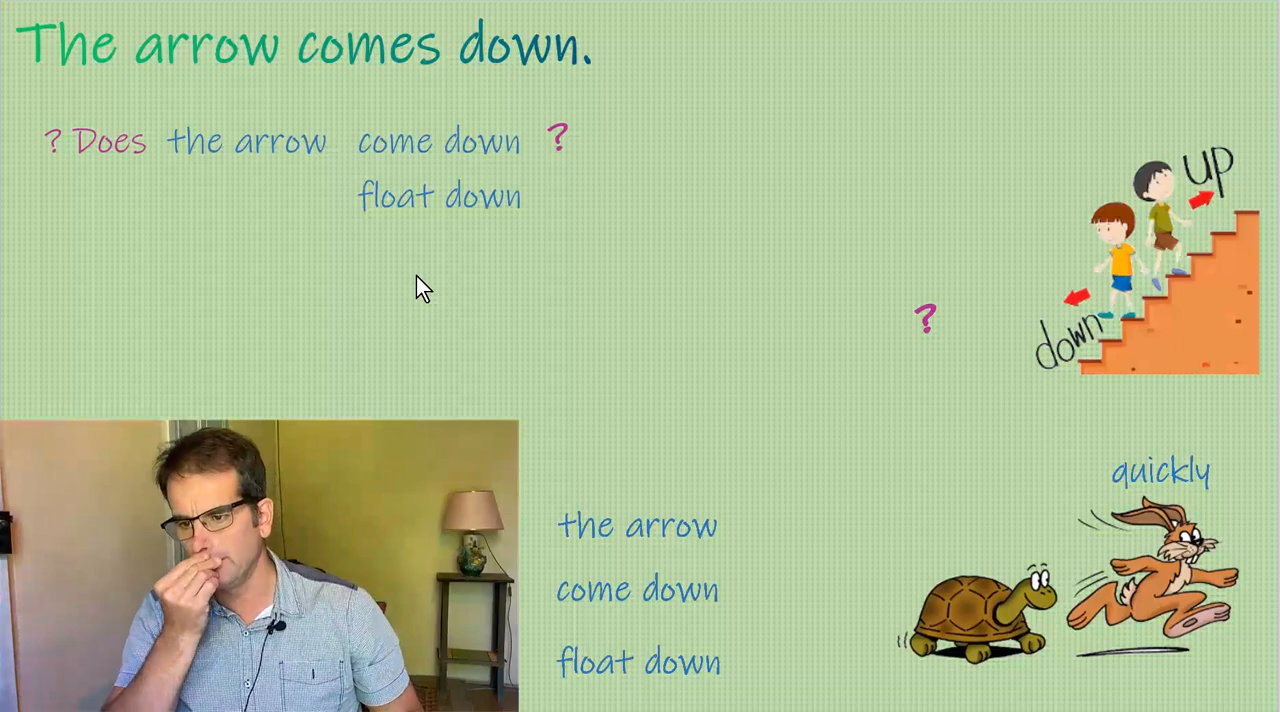 The arrow comes down.
? Does the arrow come down ?
float down
up
down
?
quickly
the arrow
come down
float down